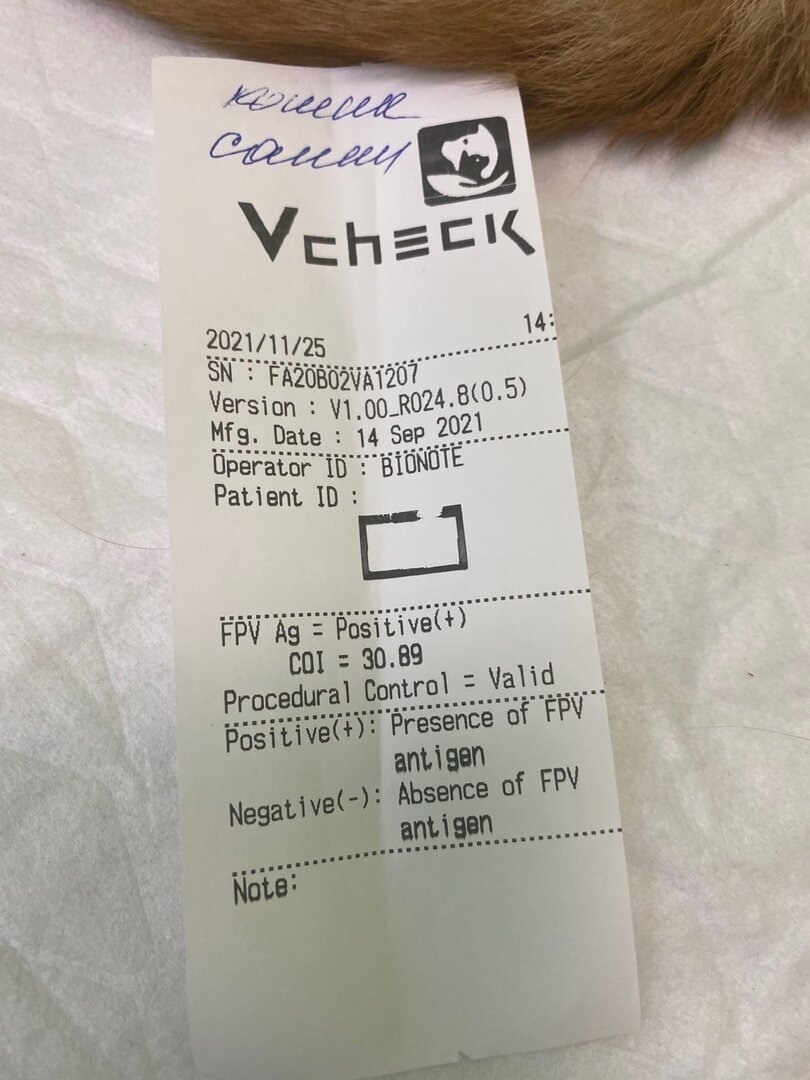 кошка
Санни
VCHECK
14:
2021/11/25
SN : FA20B02VA1207
Version : V1.00_R024.8(0.5)
Mfg. Date : 14 Sep 2021
Operator ID : BIONOTE
Patient ID :
FPV Ag = Positive(+)
COI = 30.89
Procedural Control = Valid
Positive(+): Presence of FPV
antigen
Negative(-): Absence of FPV
antigen
Note: